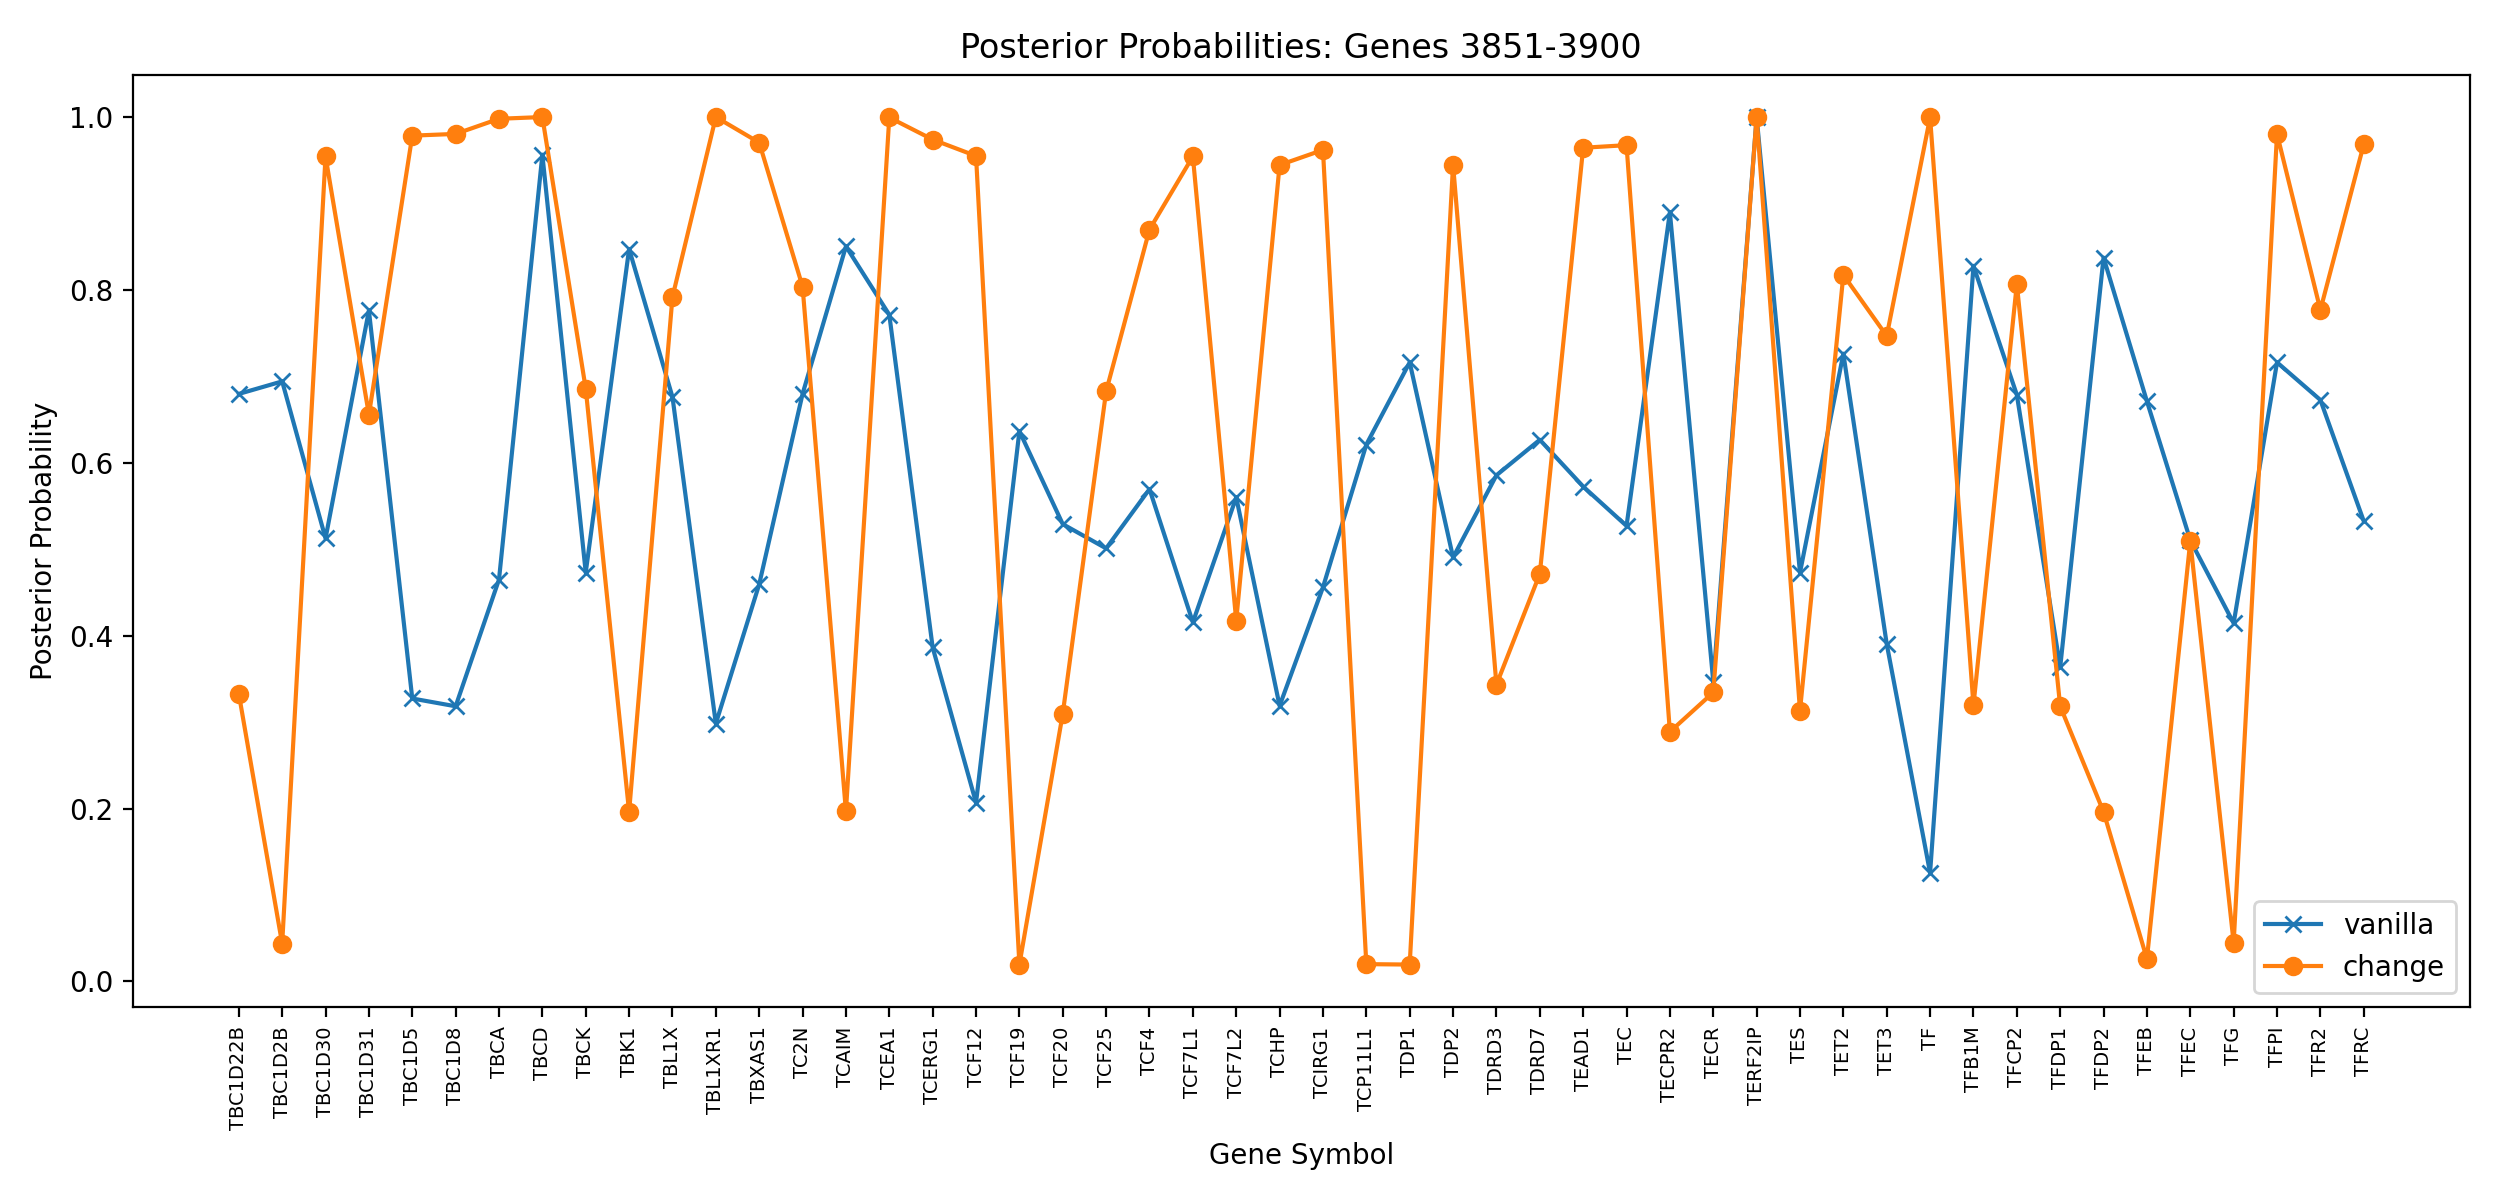 Posterior Probabilities: Genes 3851-3900
Posterior Probability
1.0
0.8
0.6
0.4
0.2
0.0
vanilla
change
TBC1D22B
TBC1D2B
TBC1D30
TBC1D31
TBC1D5
TBC1D8
TBCA
TBCD
TBCK
TBK1
TBL1X
TBL1XR1
TBXAS1
TC2N
TCAIM
TCEA1
TCERG1
TCF12
TCF19
TCF20
TCF25
TCF4
TCF7L1
TCF7L2
TCHP
TCIRG1
TCP11L1
TDP1
TDP2
TDRD3
TDRD7
TEAD1
TEC
TECPR2
TECR
TERF2IP
TES
TET2
TET3
TF
TFB1M
TFCP2
TFDP1
TFDP2
TFEB
TFEC
TFG
TFPI
TFR2
TFRC
Gene Symbol